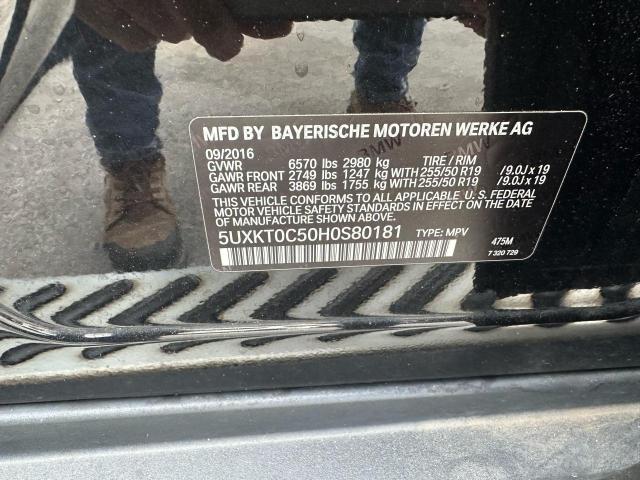 MFD BY BAYERISCHE MOTOREN WERKE AG
09/2016
GVWR 6570 lbs 2980 kg TIRE / RIM
GAWR FRONT 2749 lbs 1247 kg WITH 255/50 R19 /9.0J x 19
GAWR REAR 3869 lbs 1755 kg WITH 255/50 R19 /9.0J x 19
THIS VEHICLE CONFORMS TO ALL APPLICABLE U. S. FEDERAL
MOTOR VEHICLE SAFETY STANDARDS IN EFFECT ON THE DATE
OF MANUFACTURE SHOWN ABOVE.
5UXKT0C50H0S80181 TYPE: MPV
475M
7 320 729